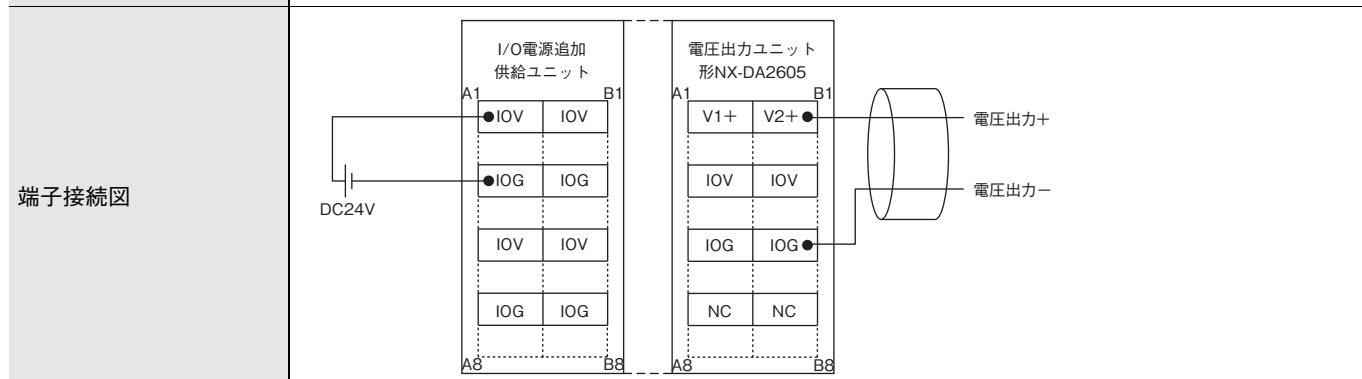 端子接続図
I/O電源追加
供給ユニット
A1 B1
IOV IOV
IOG IOG
IOV IOV
IOG IOG
A8 B8
DC24V
電圧出力ユニット
形NX-DA2605
A1 B1
V1+ V2+
IOV IOV
IOG IOG
NC NC
A8 B8
電圧出力+
電圧出力−